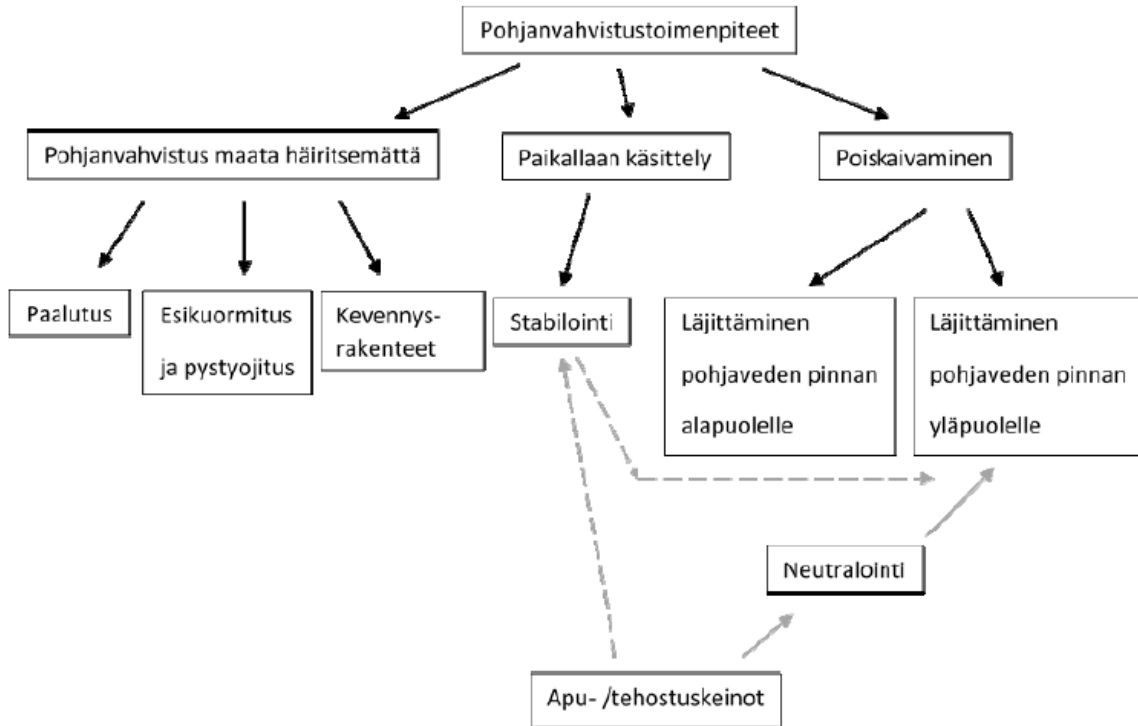 Pohjanvahvistustoimenpiteet
Pohjanvahvistus maata häiritsemättä
Paikallaan käsittely
Poiskaivaminen
Paalutus
Esikuormitus
ja pystyojitus
Kevennys-
rakenteet
Stabilointi
Läjittäminen
pohjaveden pinnan
alapuolelle
Läjittäminen
pohjaveden pinnan
yläpuolelle
Neutralointi
Apu- /tehostuskeinot